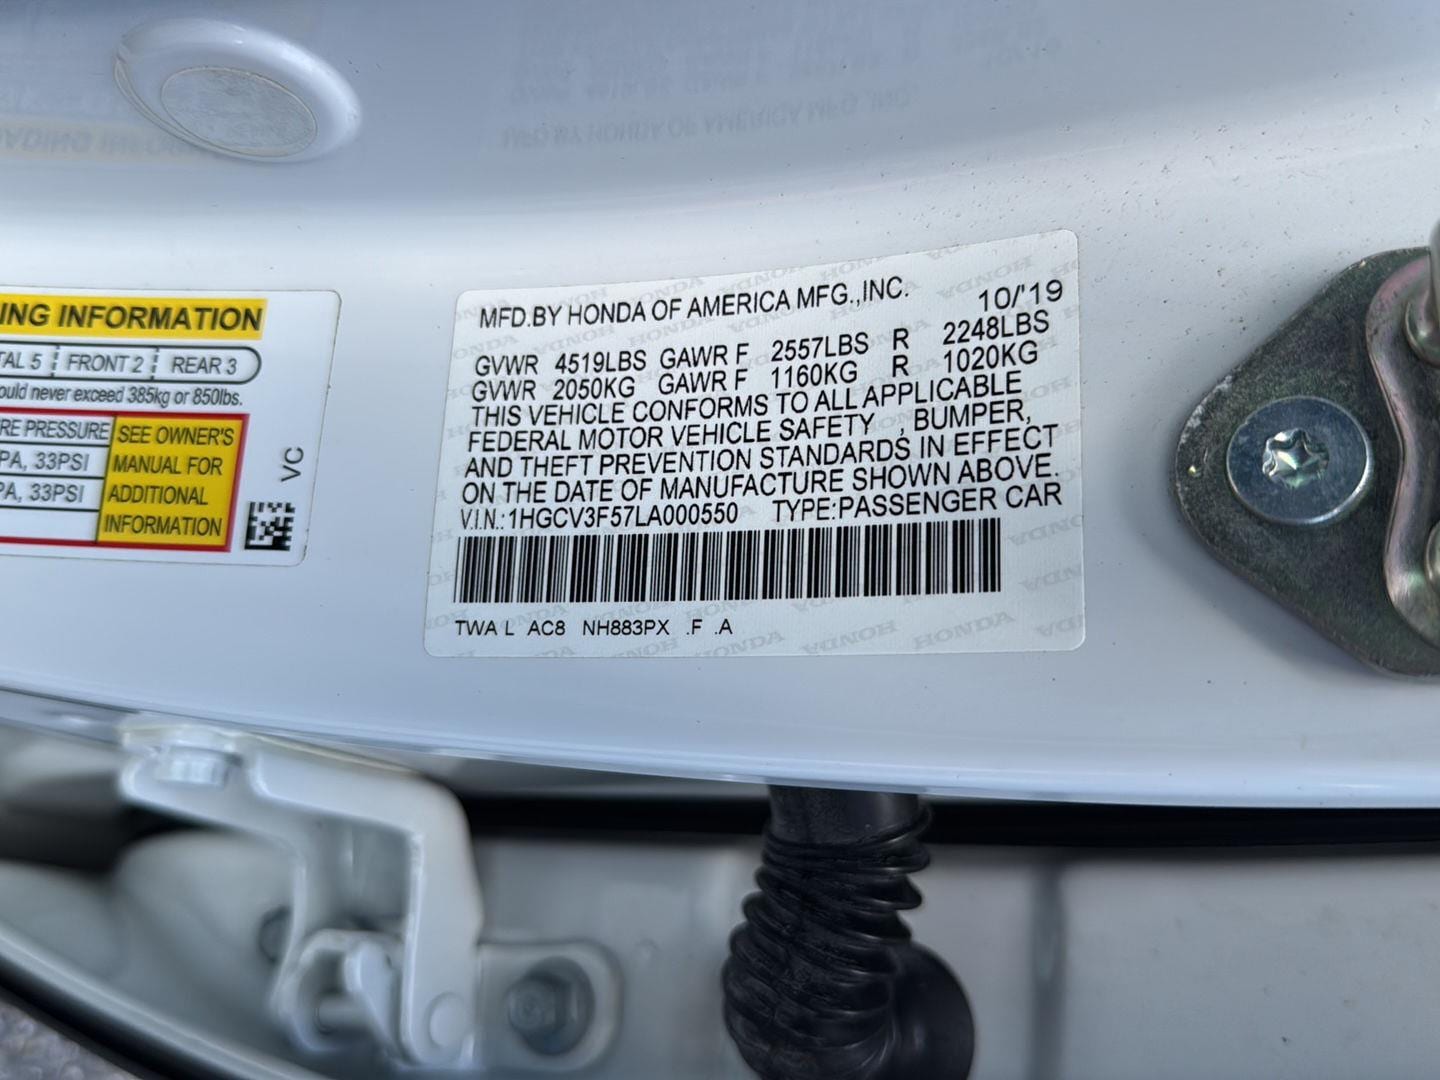 ING INFORMATION
TAL 5 FRONT 2 REAR 3
ould never exceed 385kg or 850lbs.
RE PRESSURE
PA, 33PSI
PA, 33PSI
SEE OWNER'S
MANUAL FOR
ADDITIONAL
INFORMATION
VC
MFD.BY HONDA OF AMERICA MFG.,INC. 10/'19
GVWR 4519LBS GAWR F 2557LBS R 2248LBS
GVWR 2050KG GAWR F 1160KG R 1020KG
THIS VEHICLE CONFORMS TO ALL APPLICABLE
FEDERAL MOTOR VEHICLE SAFETY , BUMPER,
AND THEFT PREVENTION STANDARDS IN EFFECT
ON THE DATE OF MANUFACTURE SHOWN ABOVE.
V.I.N.:1HGCV3F57LA000550 TYPE:PASSENGER CAR
TWA L AC8 NH883PX .F .A